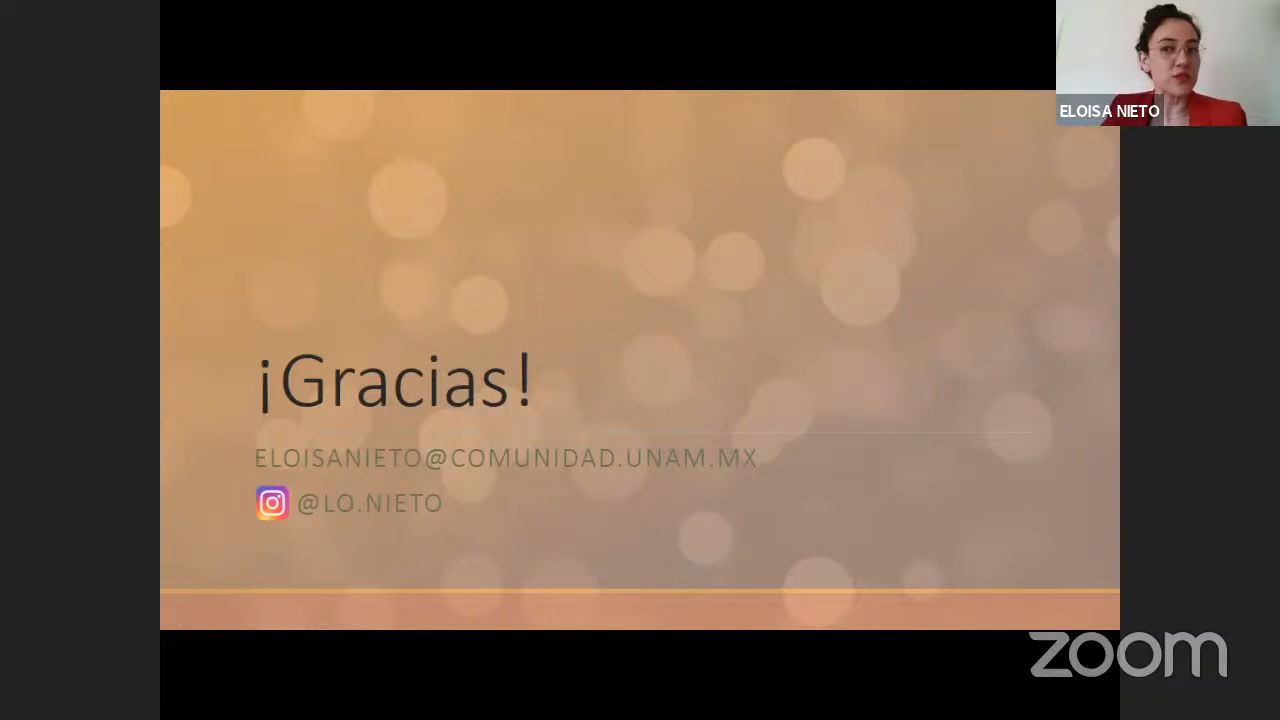 ELOISA NIETO
¡Gracias!
ELOISANIETO@COMUNIDAD.UNAM.MX
@LO.NIETO
zoom